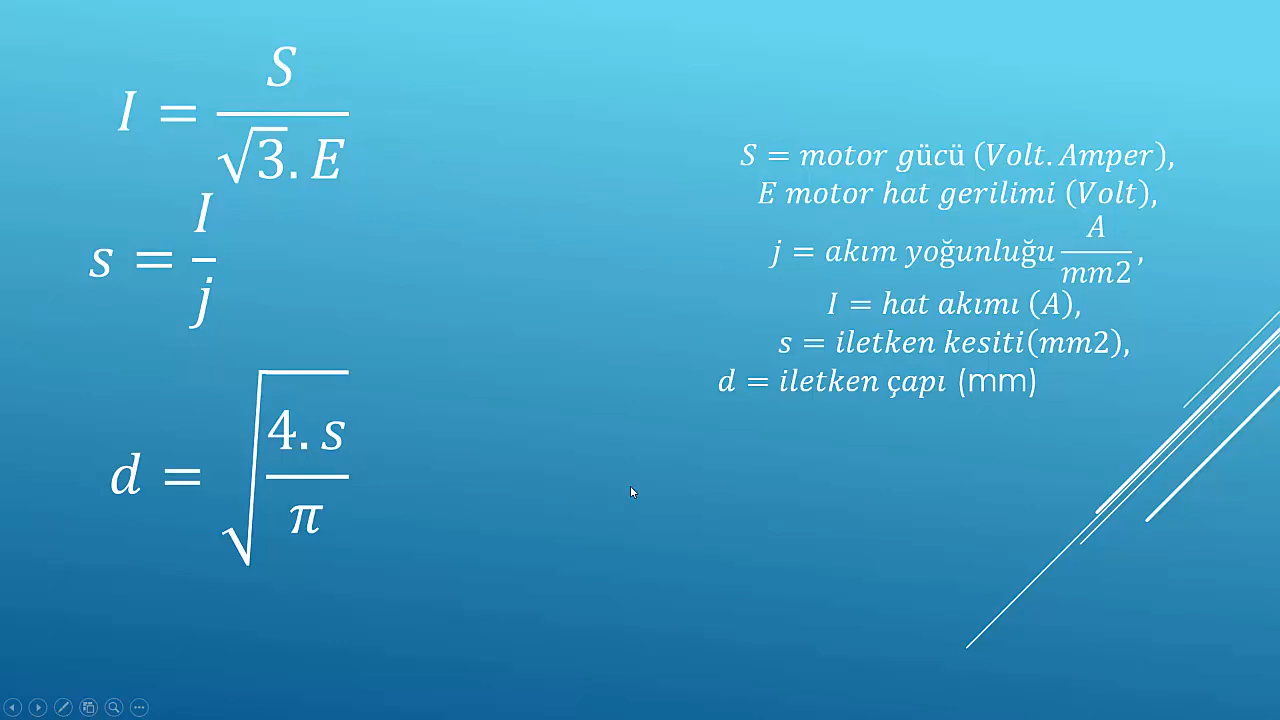 I = S / √3 . E
s = I / j
d = √(4 . s / π)
S = motor gücü (Volt. Amper),
E motor hat gerilimi (Volt),
j = akım yoğunluğu A / mm2 ,
I = hat akımı (A),
s = iletken kesiti(mm2),
d = iletken çapı (mm)